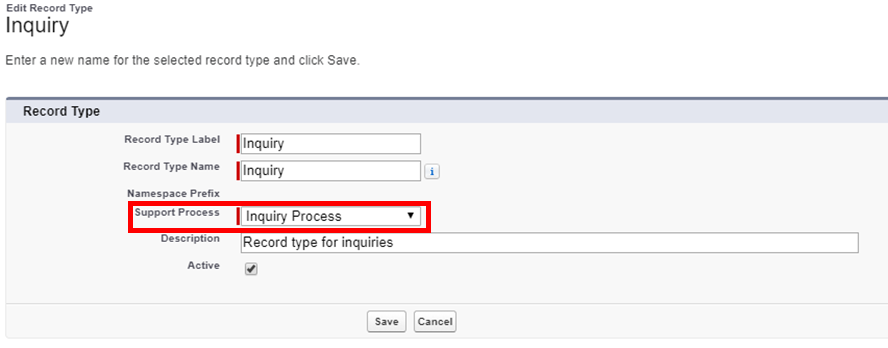 Edit Record Type
Inquiry
Enter a new name for the selected record type and click Save.
Record Type
Record Type Label Inquiry
Record Type Name Inquiry i
Namespace Prefix
Support Process Inquiry Process
Description Record type for inquiries
Active
Save Cancel